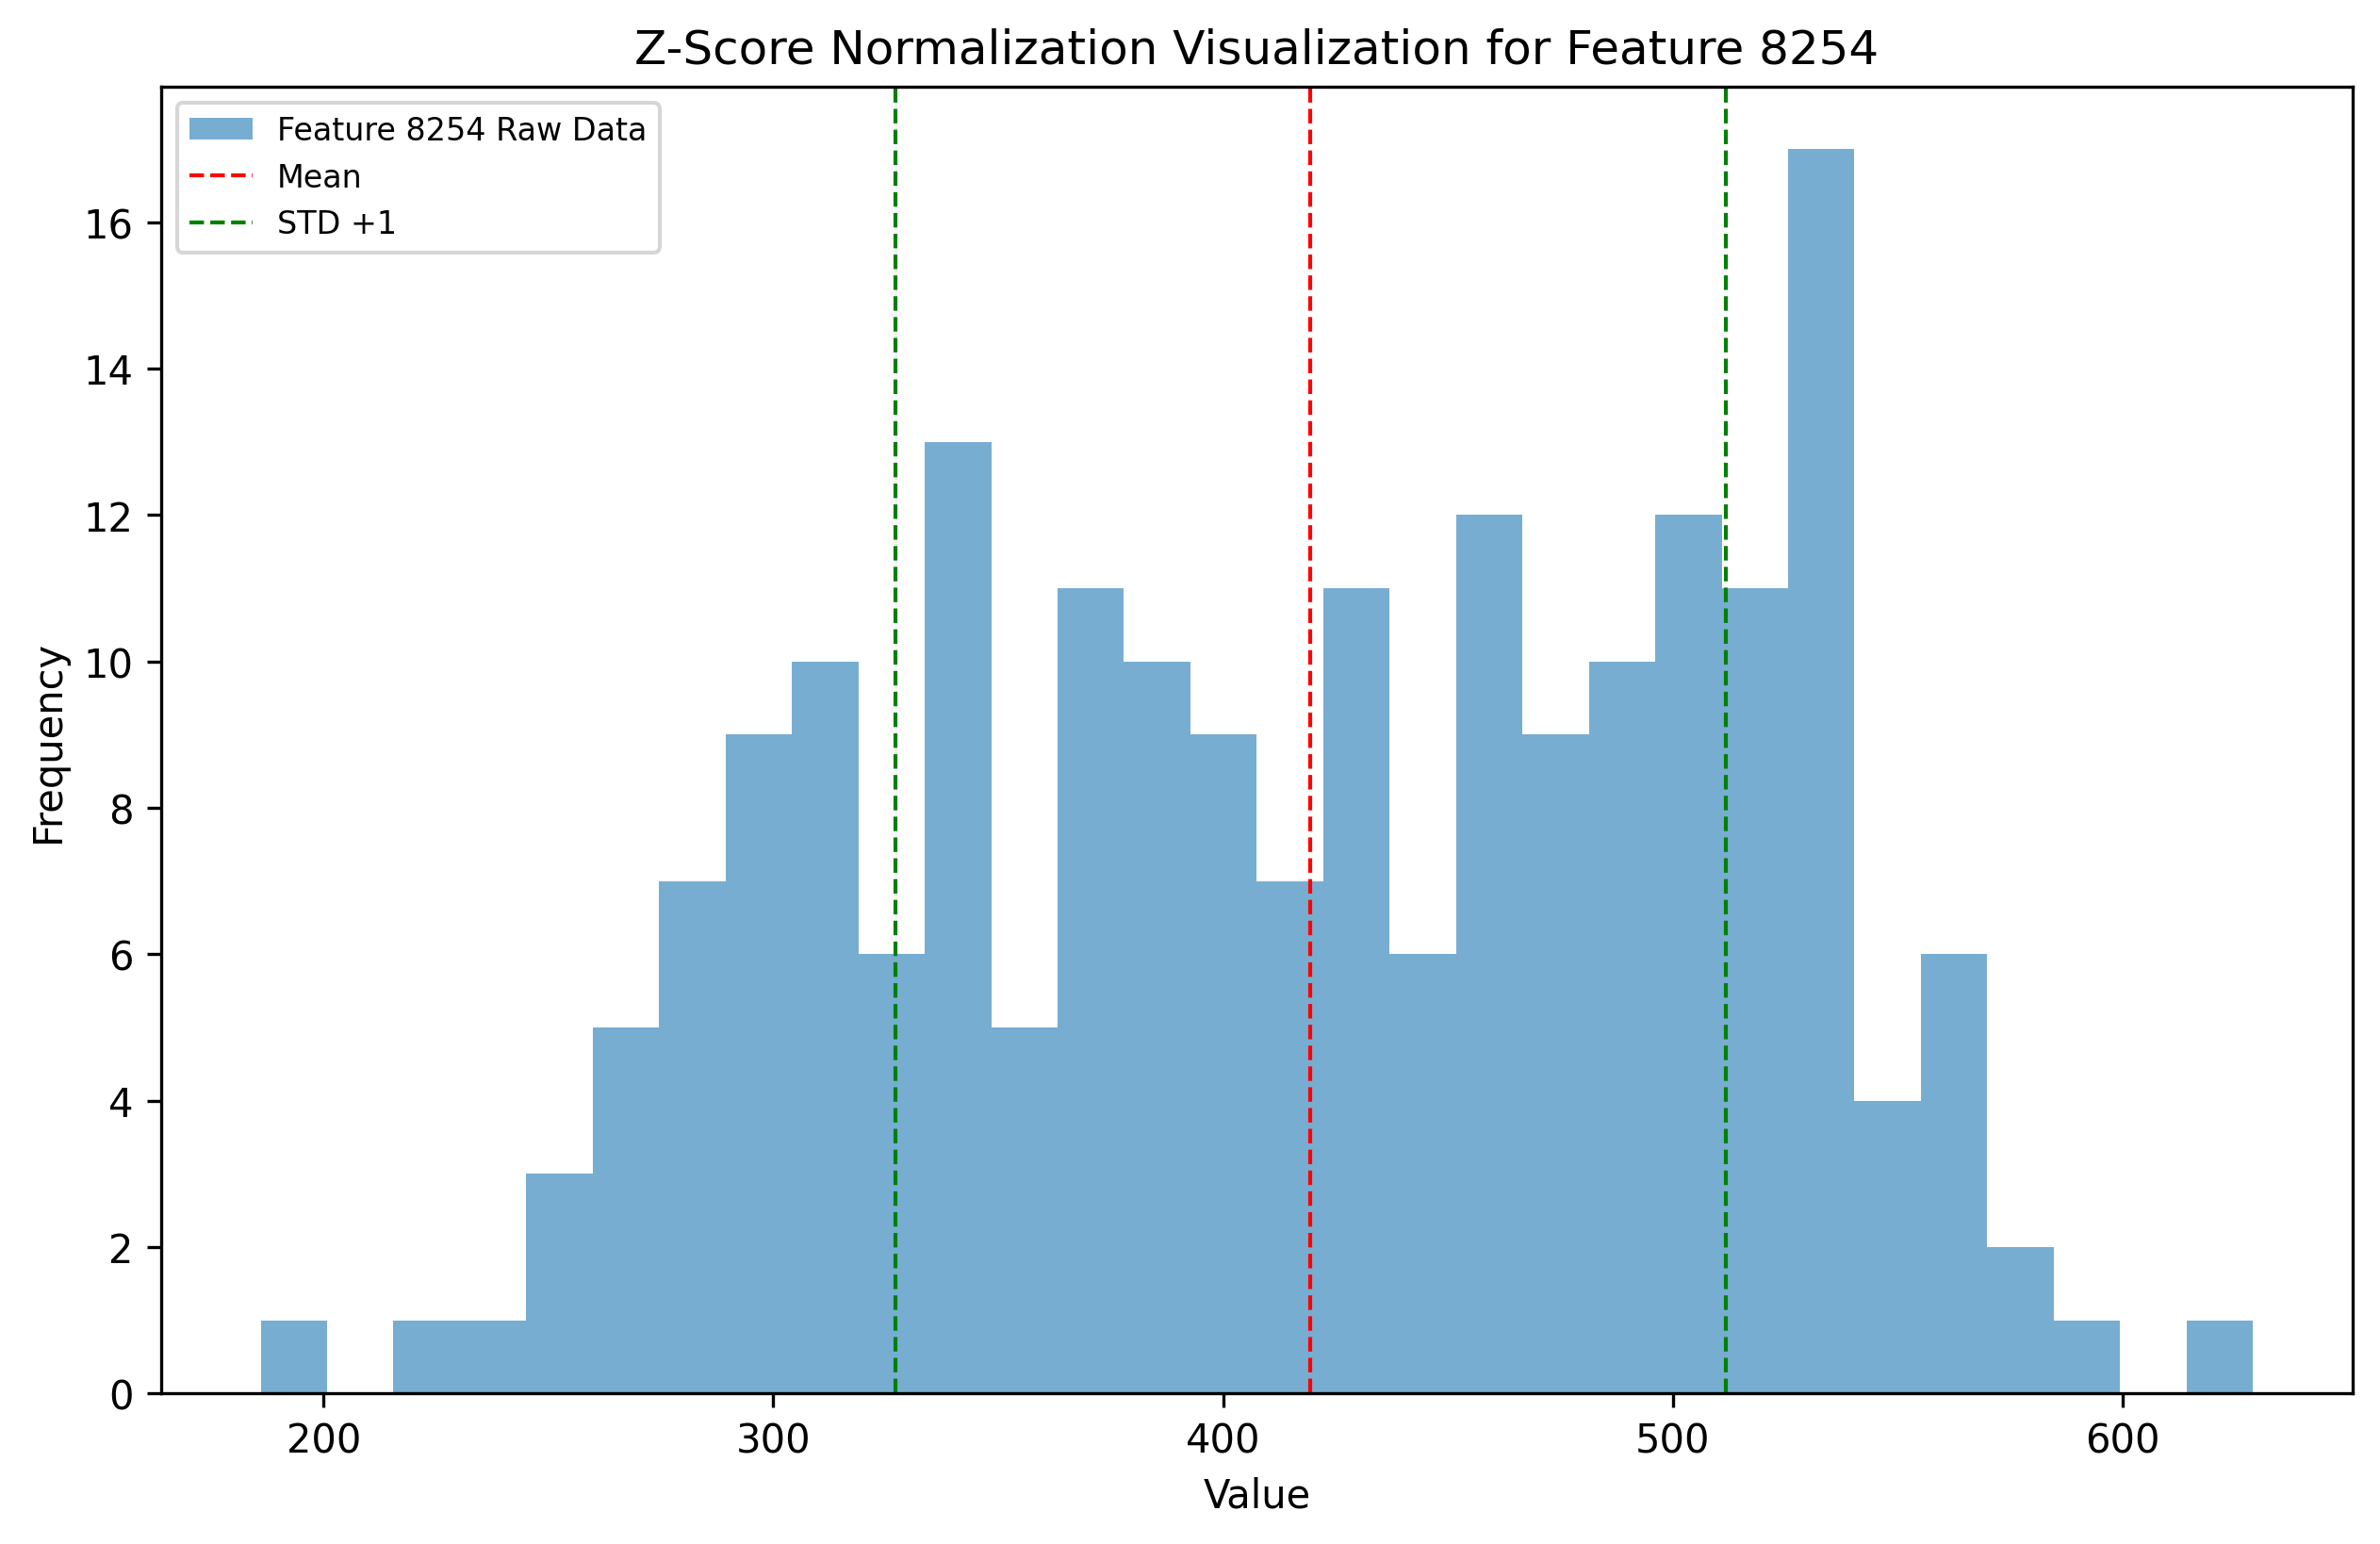 Z-Score Normalization Visualization for Feature 8254
Feature 8254 Raw Data
Mean
STD +1
16
14
12
10
8
6
4
2
0
Frequency
200
300
400
500
600
Value